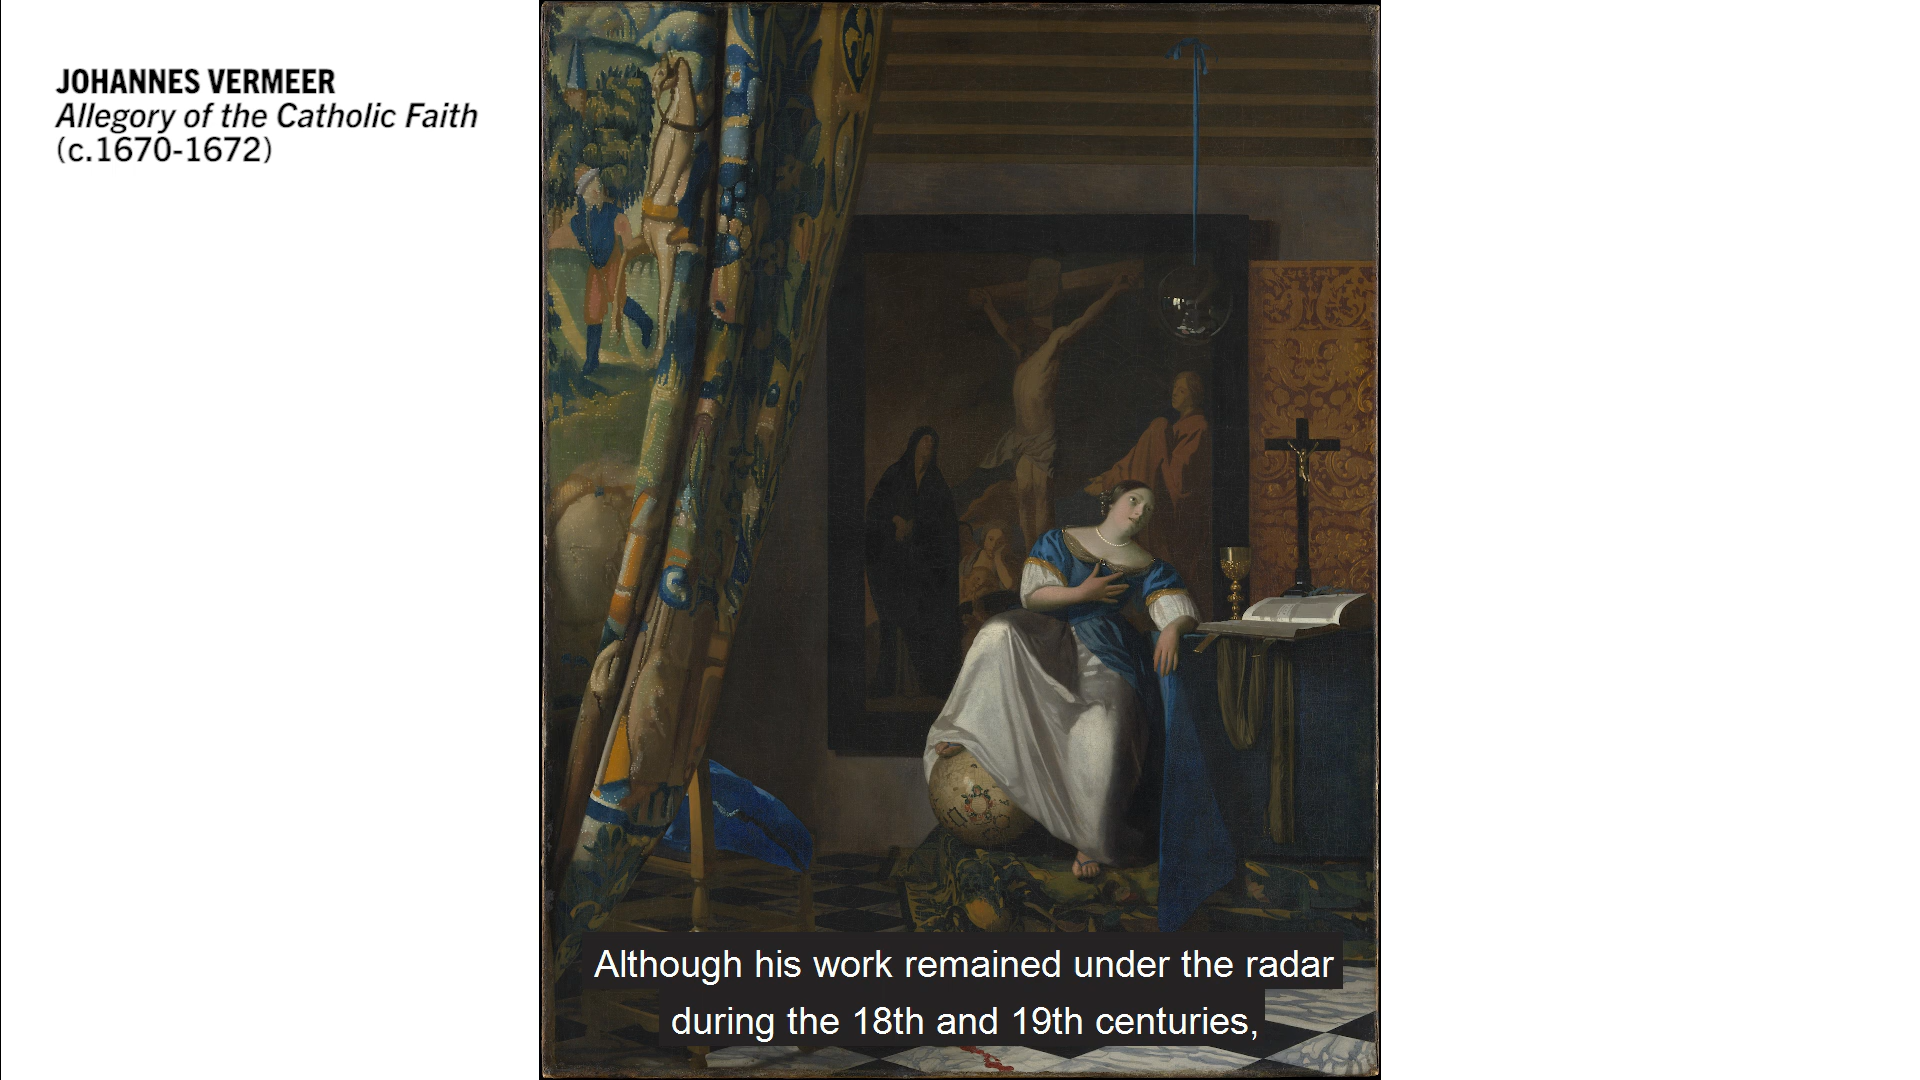 JOHANNES VERMEER
Allegory of the Catholic Faith
(c.1670-1672)
Although his work remained under the radar
during the 18th and 19th centuries,